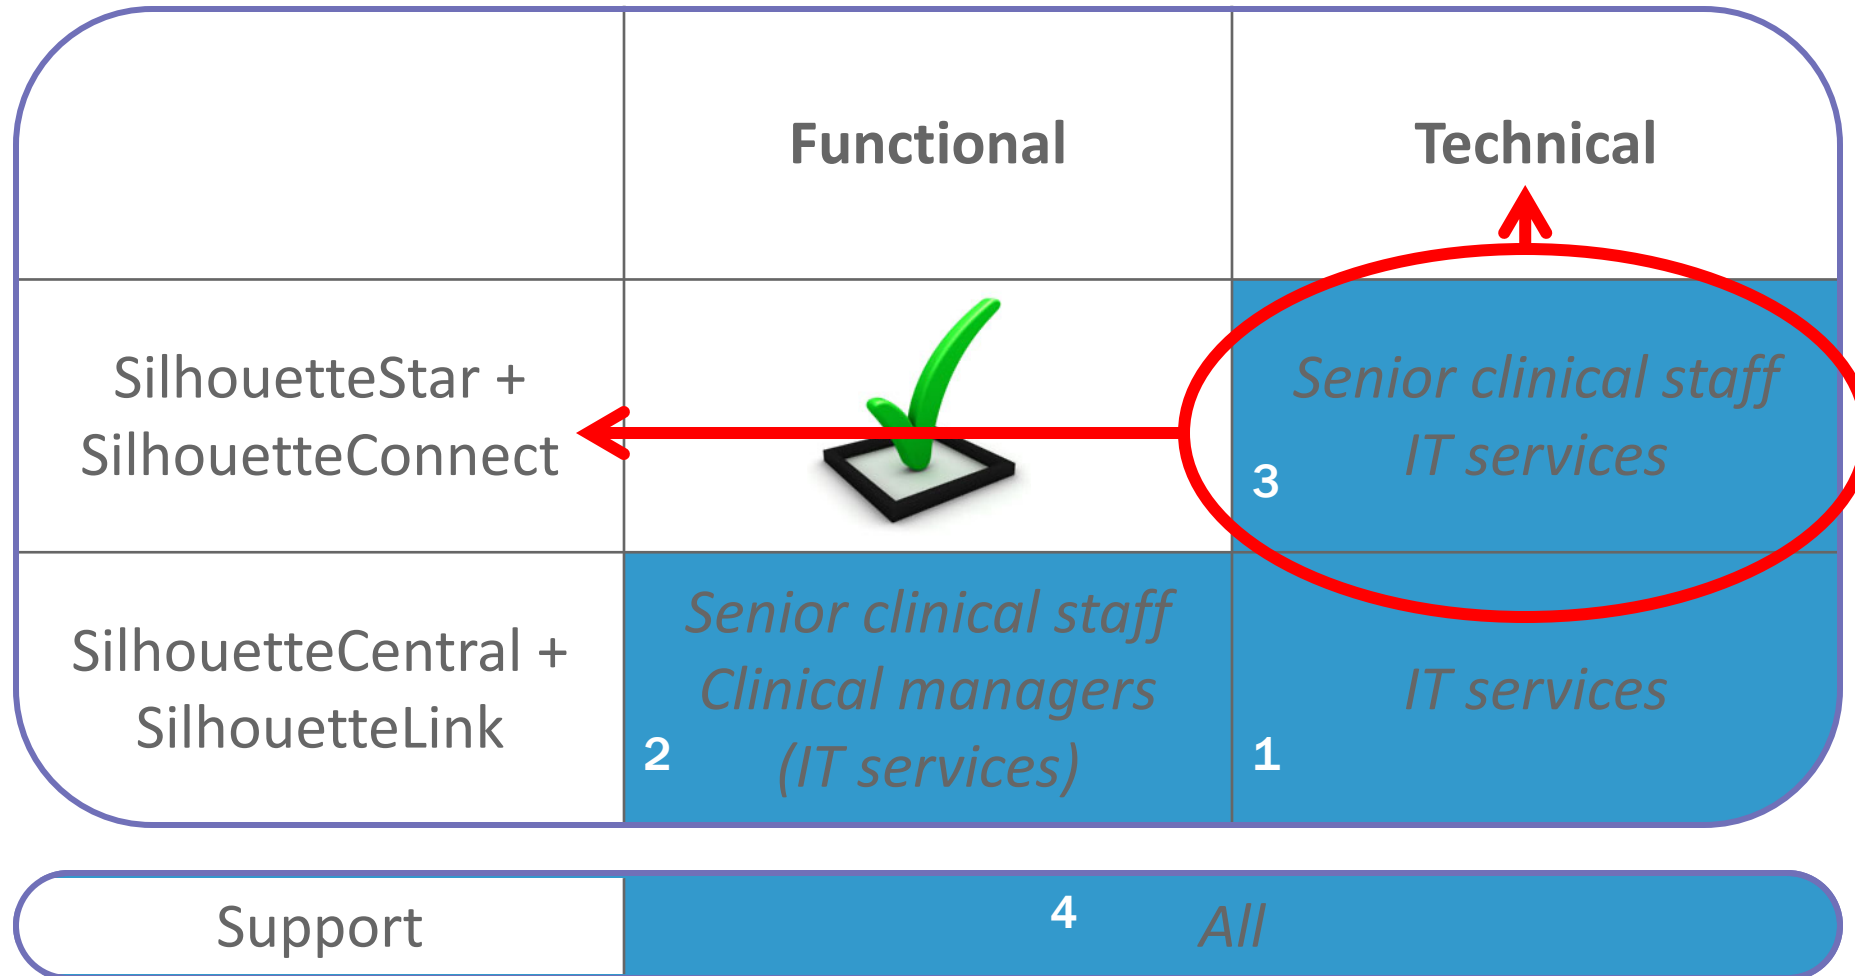 Functional
Technical
SilhouetteStar +
SilhouetteConnect
Senior clinical staff
IT services
3
SilhouetteCentral +
SilhouetteLink
Senior clinical staff
Clinical managers
(IT services)
2
IT services
1
Support
4
All